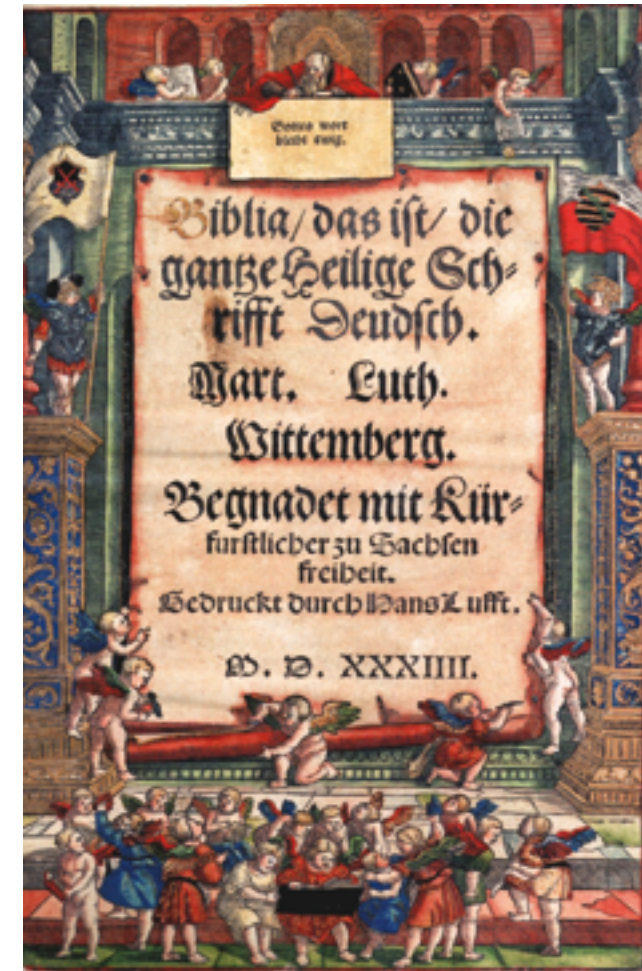 Gottes wort
bleibt ewig.
Biblia/ das iſt/ die
gantze Heilige Sch⸗
rifft Deudſch.
Mart. Luth.
Wittemberg.
Begnadet mit Kür⸗
furſtlicher zu Sachſen
freiheit.
Gedruckt durch Hans Lufft.
M. D. XXXIIII.